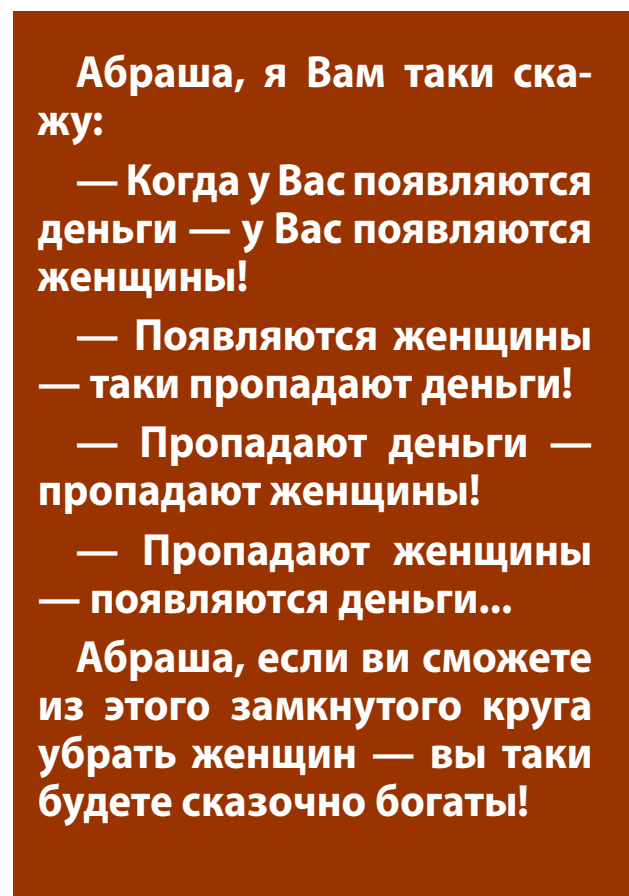 Абраша, я Вам таки ска-
жу:
— Когда у Вас появляются
деньги — у Вас появляются
женщины!
— Появляются женщины
— таки пропадают деньги!
— Пропадают деньги —
пропадают женщины!
— Пропадают женщины
— появляются деньги...
Абраша, если ви сможете
из этого замкнутого круга
убрать женщин — вы таки
будете сказочно богаты!